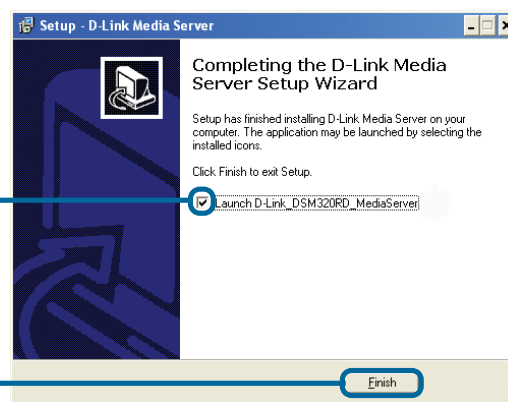 Setup - D-Link Media Server
Completing the D-Link Media
Server Setup Wizard
Setup has finished installing D-Link Media Server on your
computer. The application may be launched by selecting the
installed icons.
Click Finish to exit Setup.
Launch D-Link_DSM320RD_MediaServer
Finish